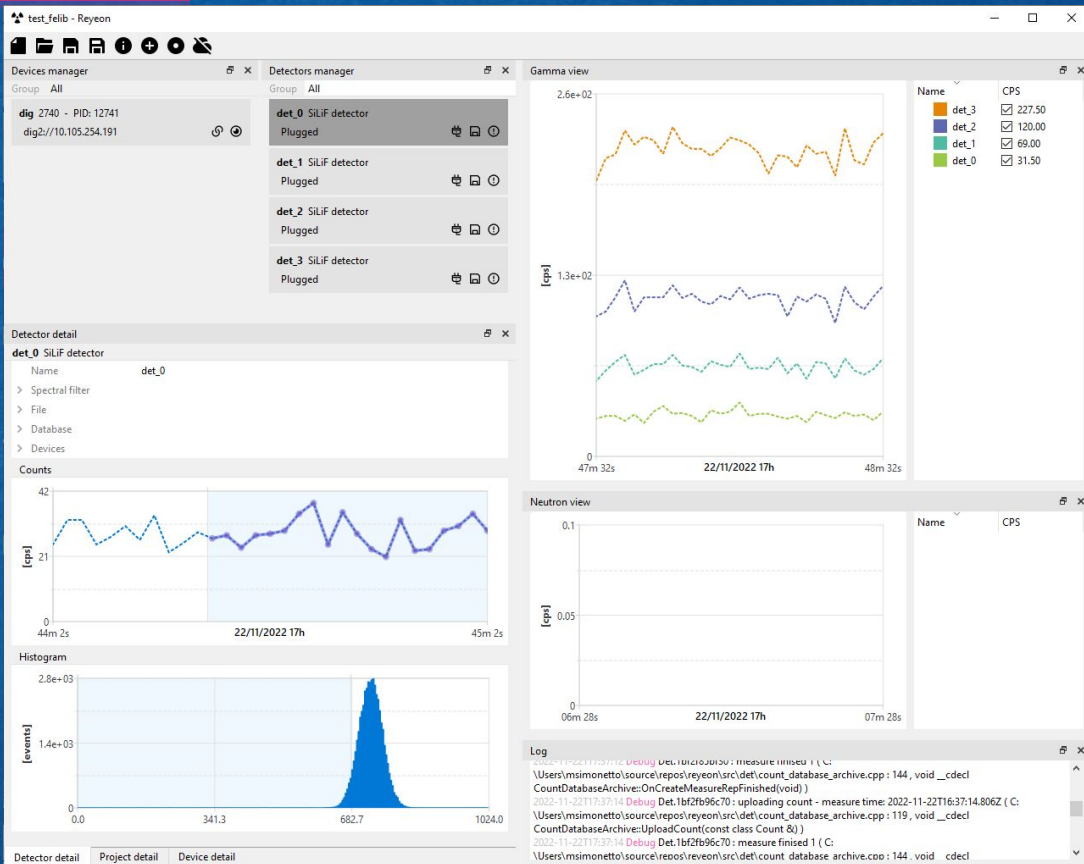 test_felib - Reyeon
Devices manager
Group All
dig 2740 - PID: 12741
dig2://10.105.254.191
Detectors manager
Group All
det_0 SiLiF detector
Plugged
det_1 SiLiF detector
Plugged
det_2 SiLiF detector
Plugged
det_3 SiLiF detector
Plugged
Detector detail
det_0 SiLiF detector
Name det_0
> Spectral filter
> File
> Database
> Devices
Counts
42
[cps]
21
0
44m 2s 22/11/2022 17h 45m 2s
Histogram
2.8e+03
[events]
1.4e+03
0
0.0 341.3 682.7 1024.0
Detector detail Project detail Device detail
Gamma view
2.6e+02
[cps]
1.3e+02
0
47m 32s 22/11/2022 17h 48m 32s
Name CPS
det_3 227.50
det_2 120.00
det_1 69.00
det_0 31.50
Neutron view
0.1
[cps]
0.05
0
06m 28s 22/11/2022 17h 07m 28s
Name CPS
Log
Debug : measure finised 1 ( C:
\Users\msimonetto\source\repos\reyeon\src\det\count_database_archive.cpp : 144 , void __cdecl
CountDatabaseArchive::OnCreateMeasureRepFinished(void) )
2022-11-22T17:37:14 Debug Det.1bf2fb96c70 : uploading count - measure time: 2022-11-22T16:37:14.806Z ( C:
\Users\msimonetto\source\repos\reyeon\src\det\count_database_archive.cpp : 119 , void __cdecl
CountDatabaseArchive::UploadCount(const class Count &) )
2022-11-22T17:37:14 Debug Det.1bf2fb96c70 : measure finised 1 ( C:
\Users\msimonetto\source\repos\reyeon\src\det\count_database_archive.cpp : 144 , void __cdecl